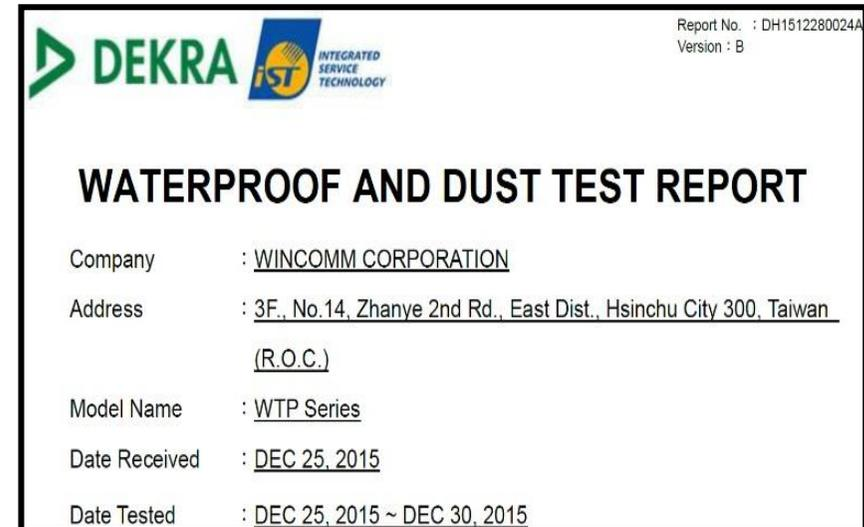 DEKRA
iST
INTEGRATED
SERVICE
TECHNOLOGY
Report No. : DH1512280024A
Version : B
WATERPROOF AND DUST TEST REPORT
Company : WINCOMM CORPORATION
Address : 3F., No.14, Zhanye 2nd Rd., East Dist., Hsinchu City 300, Taiwan
(R.O.C.)
Model Name : WTP Series
Date Received : DEC 25, 2015
Date Tested : DEC 25, 2015 ~ DEC 30, 2015